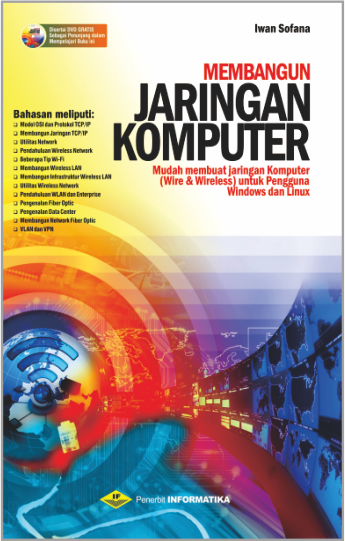 Disertai DVD GRATIS
Sebagai Penunjang dalam
Mempelajari Buku ini
Iwan Sofana
MEMBANGUN
JARINGAN
KOMPUTER
Mudah membuat jaringan Komputer
(Wire & Wireless) untuk Pengguna
Windows dan Linux
Bahasan meliputi:
Model OSI dan Protokol TCP/IP
Membangun Jaringan TCP/IP
Utilitas Network
Pendahuluan Wireless Network
Beberapa Tip Wi-Fi
Membangun Wireless LAN
Membangun Infrastruktur Wireless LAN
Utilitas Wireless Network
Pendahuluan WLAN dan Enterprise
Pengenalan Fiber Optic
Pengenalan Data Center
Membangun Network Fiber Optic
VLAN dan VPN
IF
Penerbit INFORMATIKA